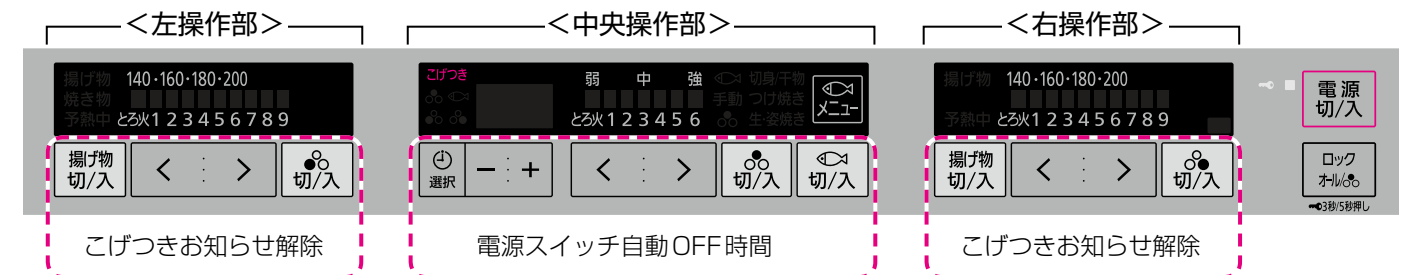 ＜左操作部＞
＜中央操作部＞
＜右操作部＞
揚げ物 140・160・180・200
焼き物
予熱中 とろ火 1 2 3 4 5 6 7 8 9
揚げ物
切/入
＜ : ＞
切/入
こげつき
弱 中 強
切身/干物
手動 つけ焼き
とろ火 1 2 3 4 5 6
生・姿焼き
メニュー
選択
－ : ＋
＜ : ＞
切/入
切/入
揚げ物 140・160・180・200
焼き物
予熱中 とろ火 1 2 3 4 5 6 7 8 9
揚げ物
切/入
＜ : ＞
切/入
電源
切/入
ロック
オール/
3秒/5秒押し
こげつきお知らせ解除
電源スイッチ自動OFF時間
こげつきお知らせ解除